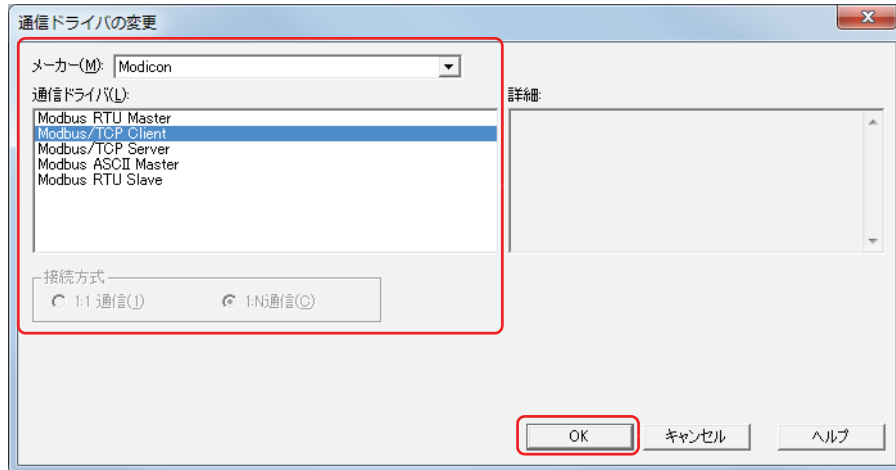 通信ドライバの変更
メーカー(M): Modicon
通信ドライバ(L):
詳細:
Modbus RTU Master
Modbus/TCP Client
Modbus/TCP Server
Modbus ASCII Master
Modbus RTU Slave
接続方式
1:1 通信(1)
1:N通信(C)
OK
キャンセル
ヘルプ